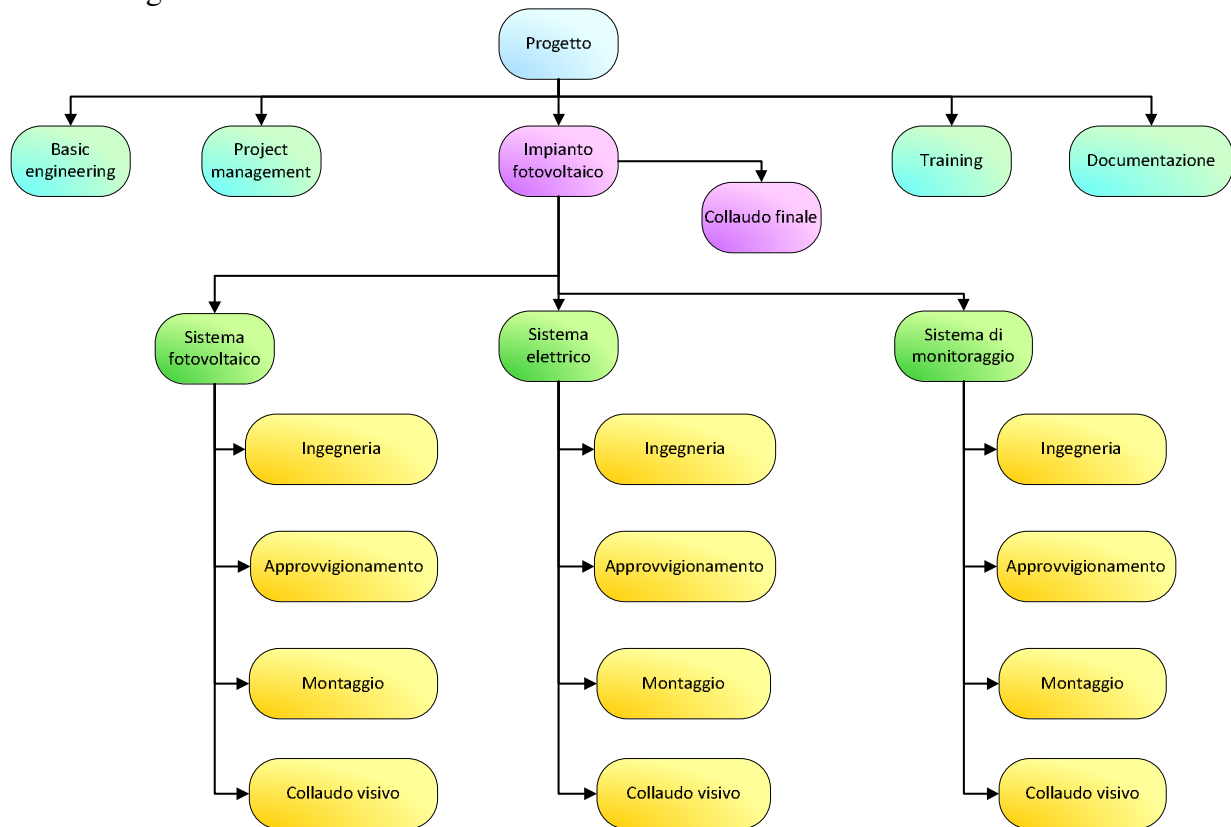 Progetto
Basic
engineering
Project
management
Impianto
fotovoltaico
Training
Documentazione
Collaudo finale
Sistema
fotovoltaico
Sistema
elettrico
Sistema di
monitoraggio
Ingegneria
Ingegneria
Ingegneria
Approvvigionamento
Approvvigionamento
Approvvigionamento
Montaggio
Montaggio
Montaggio
Collaudo visivo
Collaudo visivo
Collaudo visivo